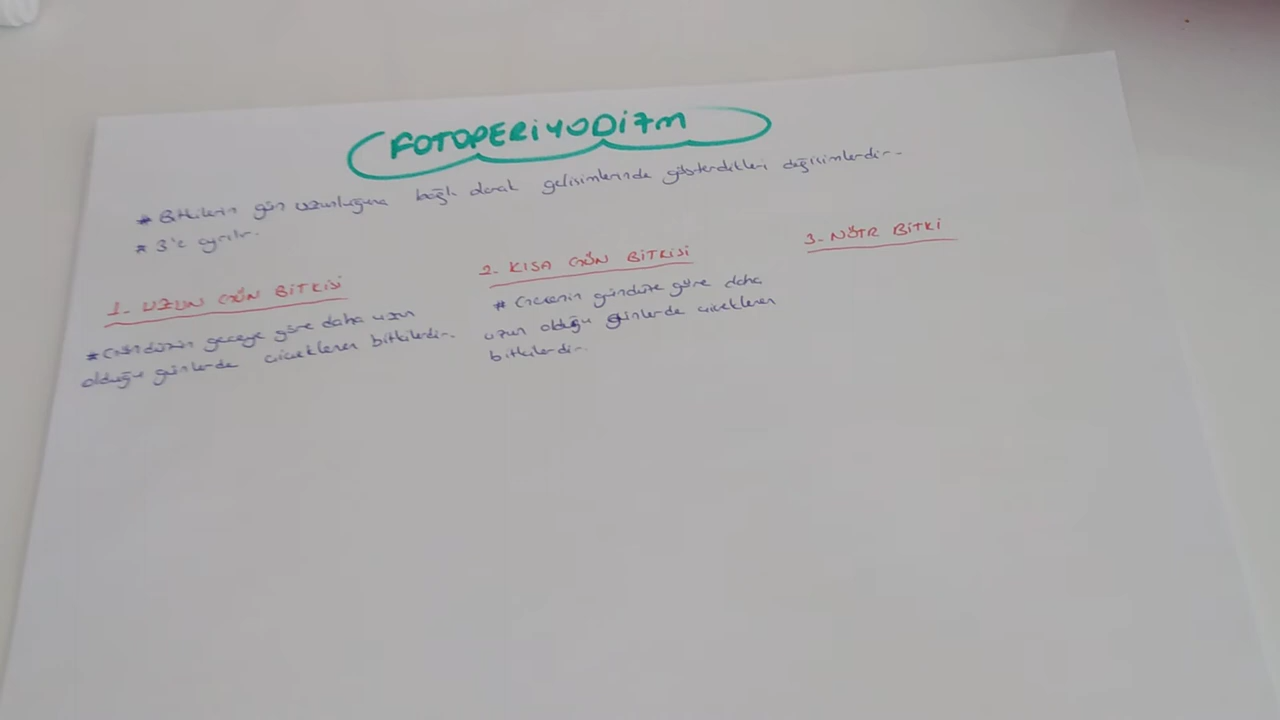 FOTOPERİYODİZM
* Bitkilerin gün uzunluğuna bağlı olarak gelişimlerinde gösterdikleri değişimlerdir.
* 3'e ayrılır.
1- UZUN GÜN BİTKİSİ
* Gündüzün geceye göre daha uzun
olduğu günlerde çiçeklenen bitkilerdir.
2. KISA GÜN BİTKİSİ
* Gecenin gündüze göre daha
uzun olduğu günlerde çiçeklenen
bitkilerdir.
3- NÖTR BİTKİ